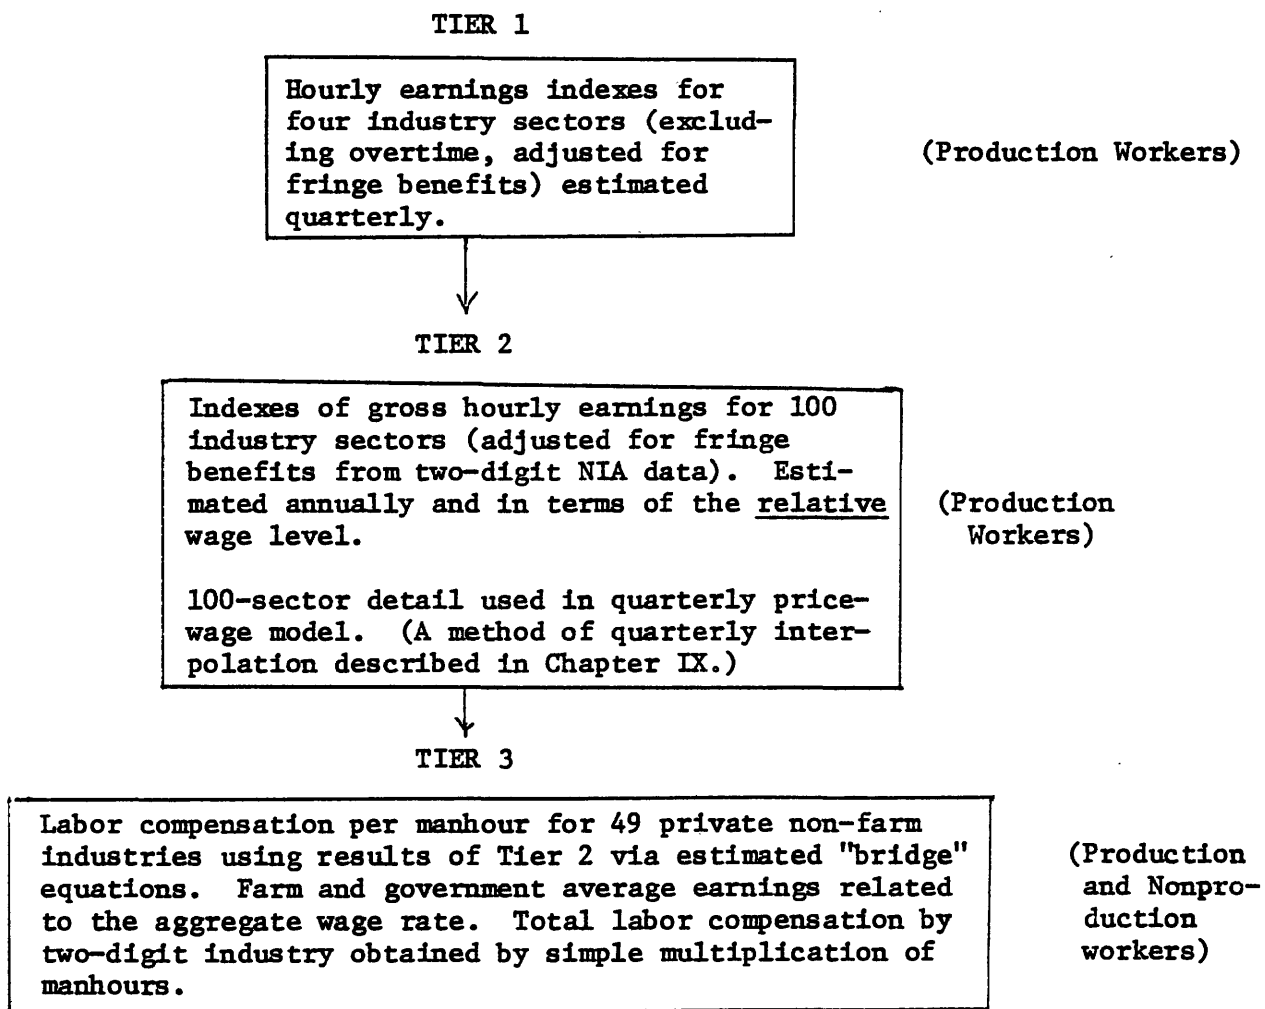 TIER 1
Hourly earnings indexes for
four industry sectors (exclud-
ing overtime, adjusted for
fringe benefits) estimated
quarterly.
(Production Workers)
TIER 2
Indexes of gross hourly earnings for 100
industry sectors (adjusted for fringe
benefits from two-digit NIA data). Esti-
mated annually and in terms of the relative
wage level.
100-sector detail used in quarterly price-
wage model. (A method of quarterly inter-
polation described in Chapter IX.)
(Production
Workers)
TIER 3
Labor compensation per manhour for 49 private non-farm
industries using results of Tier 2 via estimated "bridge"
equations. Farm and government average earnings related
to the aggregate wage rate. Total labor compensation by
two-digit industry obtained by simple multiplication of
manhours.
(Production
and Nonpro-
duction
workers)